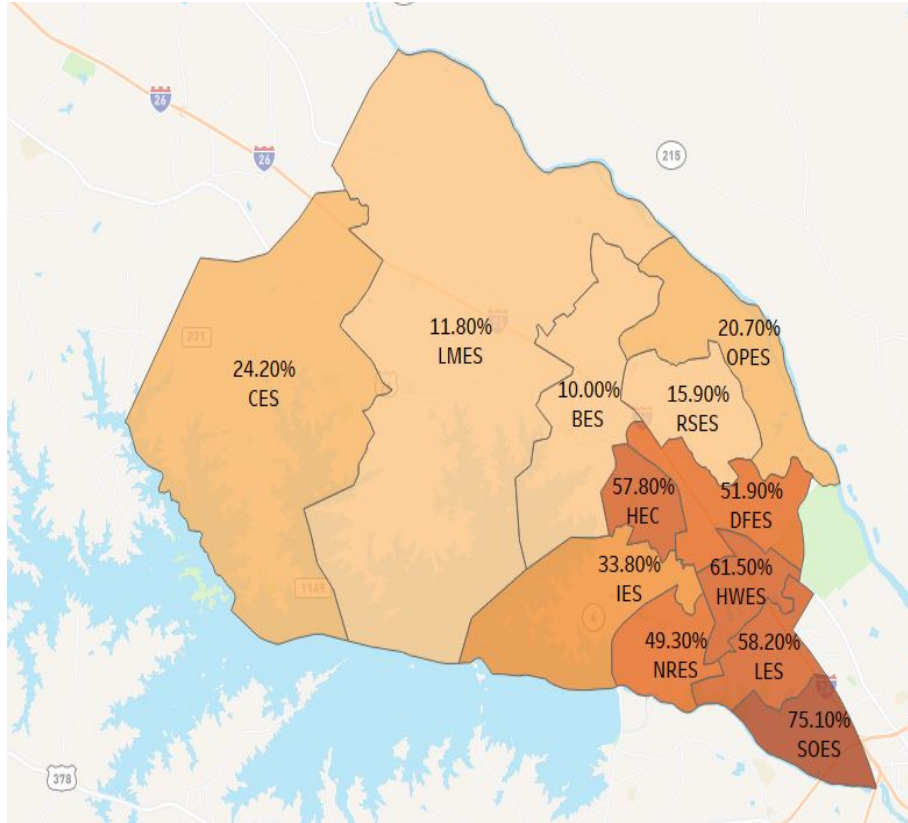 26
26
215
11.80%
LMES
20.70%
OPES
24.20%
CES
10.00%
BES
15.90%
RSES
57.80%
HEC
51.90%
DFES
33.80%
IES
61.50%
HWES
49.30%
NRES
58.20%
LES
75.10%
SOES
6
378